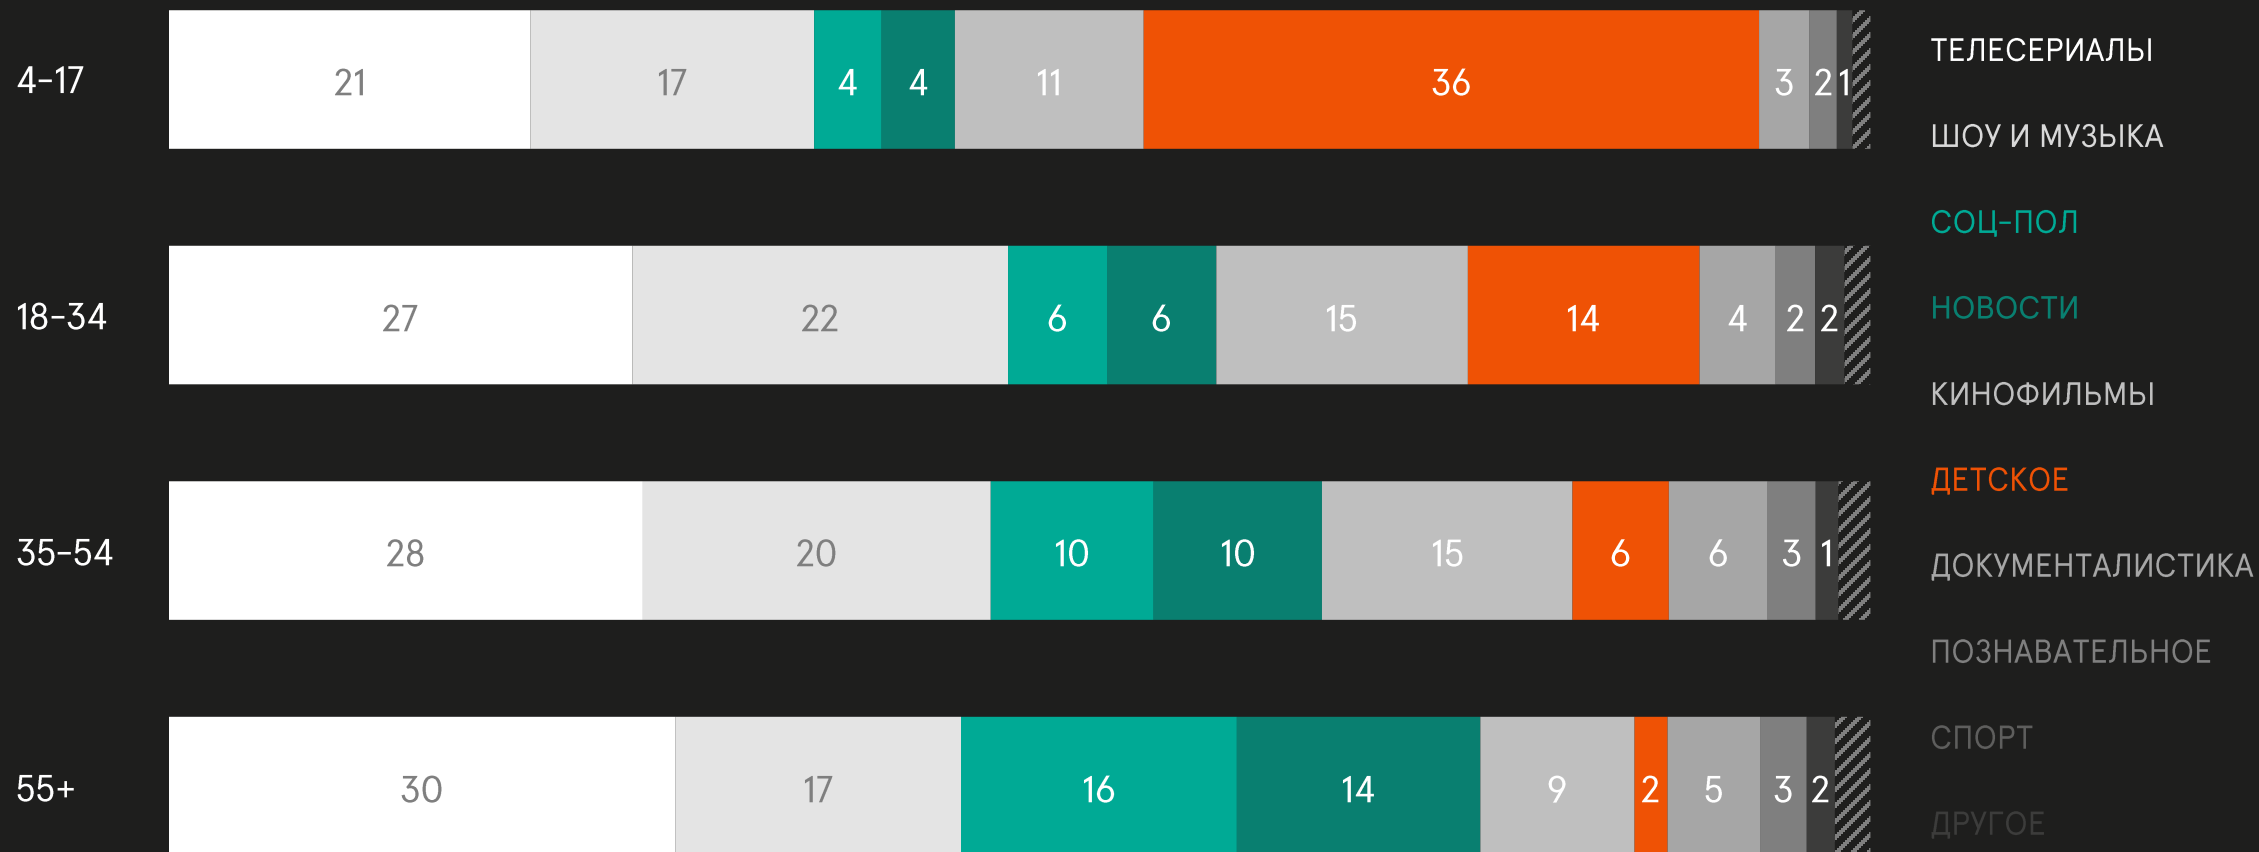 4-17 21 17 4 4 11 36 3 2 1
18-34 27 22 6 6 15 14 4 2 2
35-54 28 20 10 10 15 6 6 3 1
55+ 30 17 16 14 9 2 5 3 2
ТЕЛЕСЕРИАЛЫ
ШОУ И МУЗЫКА
СОЦ-ПОЛ
НОВОСТИ
КИНОФИЛЬМЫ
ДЕТСКОЕ
ДОКУМЕНТАЛИСТИКА
ПОЗНАВАТЕЛЬНОЕ
СПОРТ
ДРУГОЕ